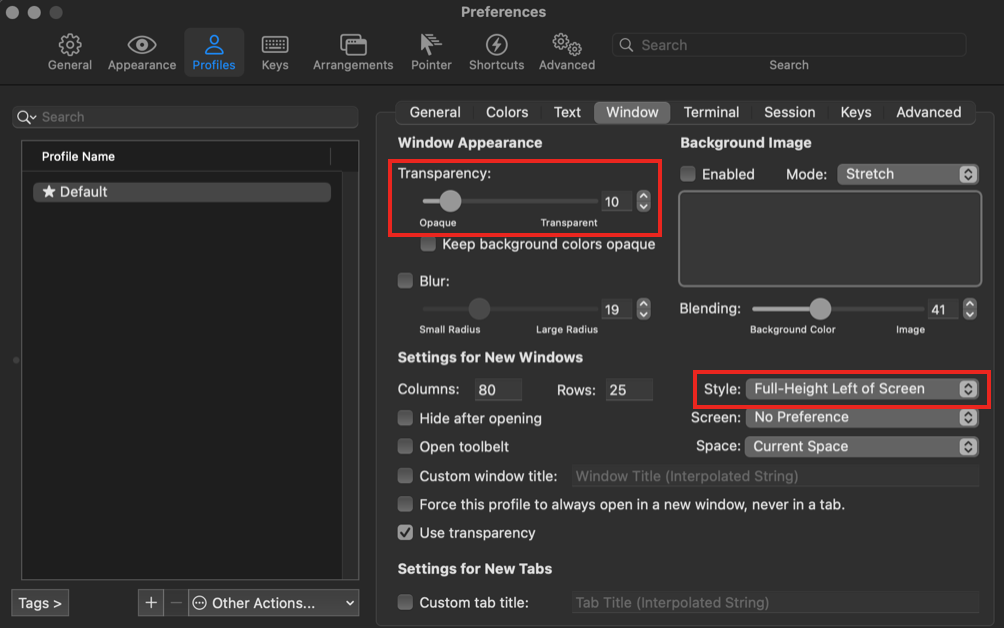 Preferences
General Appearance Profiles Keys Arrangements Pointer Shortcuts Advanced
Search
Search
Search
Profile Name
Default
Tags >
+ − Other Actions...
General Colors Text Window Terminal Session Keys Advanced
Window Appearance
Transparency:
10
Opaque Transparent
Keep background colors opaque
Blur:
19
Small Radius Large Radius
Background Image
Enabled Mode: Stretch
Blending: 41
Background Color Image
Settings for New Windows
Columns: 80 Rows: 25 Style: Full-Height Left of Screen
Hide after opening Screen: No Preference
Open toolbelt Space: Current Space
Custom window title: Window Title (Interpolated String)
Force this profile to always open in a new window, never in a tab.
Use transparency
Settings for New Tabs
Custom tab title: Tab Title (Interpolated String)